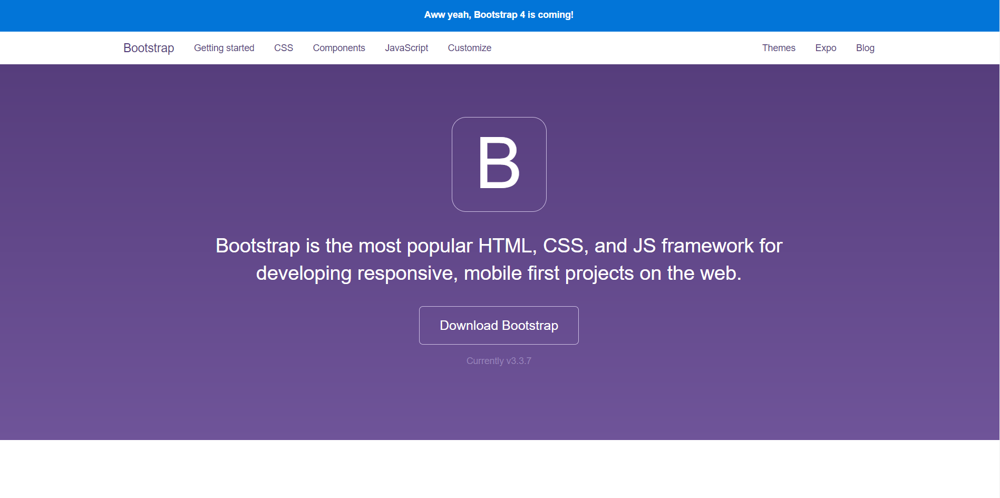 Aww yeah, Bootstrap 4 is coming!
Bootstrap Getting started CSS Components JavaScript Customize Themes Expo Blog
B
Bootstrap is the most popular HTML, CSS, and JS framework for
developing responsive, mobile first projects on the web.
Download Bootstrap
Currently v3.3.7